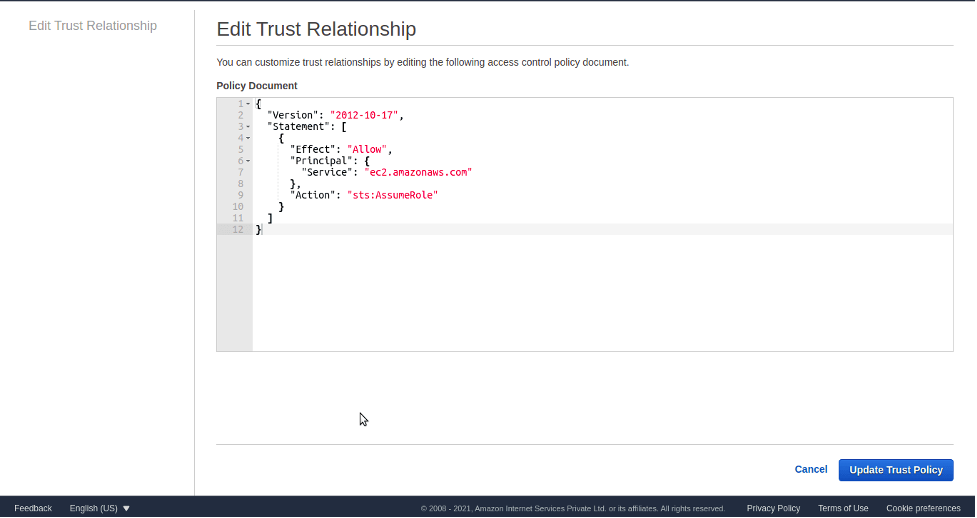 Edit Trust Relationship
Edit Trust Relationship
You can customize trust relationships by editing the following access control policy document.
Policy Document
1 {
2 "Version": "2012-10-17",
3 "Statement": [
4 {
5 "Effect": "Allow",
6 "Principal": {
7 "Service": "ec2.amazonaws.com"
8 },
9 "Action": "sts:AssumeRole"
10 }
11 ]
12 }
Cancel Update Trust Policy
Feedback English (US) © 2008 - 2021, Amazon Internet Services Private Ltd. or its affiliates. All rights reserved. Privacy Policy Terms of Use Cookie preferences